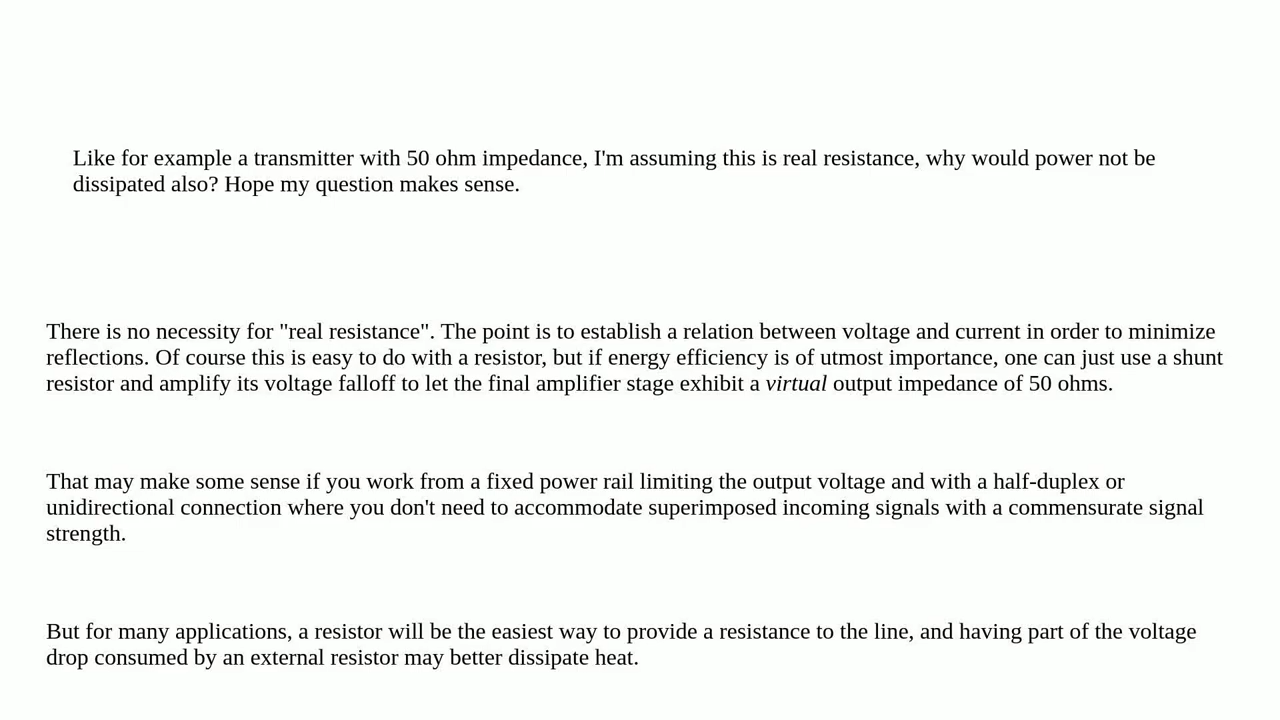 Like for example a transmitter with 50 ohm impedance, I'm assuming this is real resistance, why would power not be
dissipated also? Hope my question makes sense.
There is no necessity for "real resistance". The point is to establish a relation between voltage and current in order to minimize
reflections. Of course this is easy to do with a resistor, but if energy efficiency is of utmost importance, one can just use a shunt
resistor and amplify its voltage falloff to let the final amplifier stage exhibit a virtual output impedance of 50 ohms.
That may make some sense if you work from a fixed power rail limiting the output voltage and with a half-duplex or
unidirectional connection where you don't need to accommodate superimposed incoming signals with a commensurate signal
strength.
But for many applications, a resistor will be the easiest way to provide a resistance to the line, and having part of the voltage
drop consumed by an external resistor may better dissipate heat.